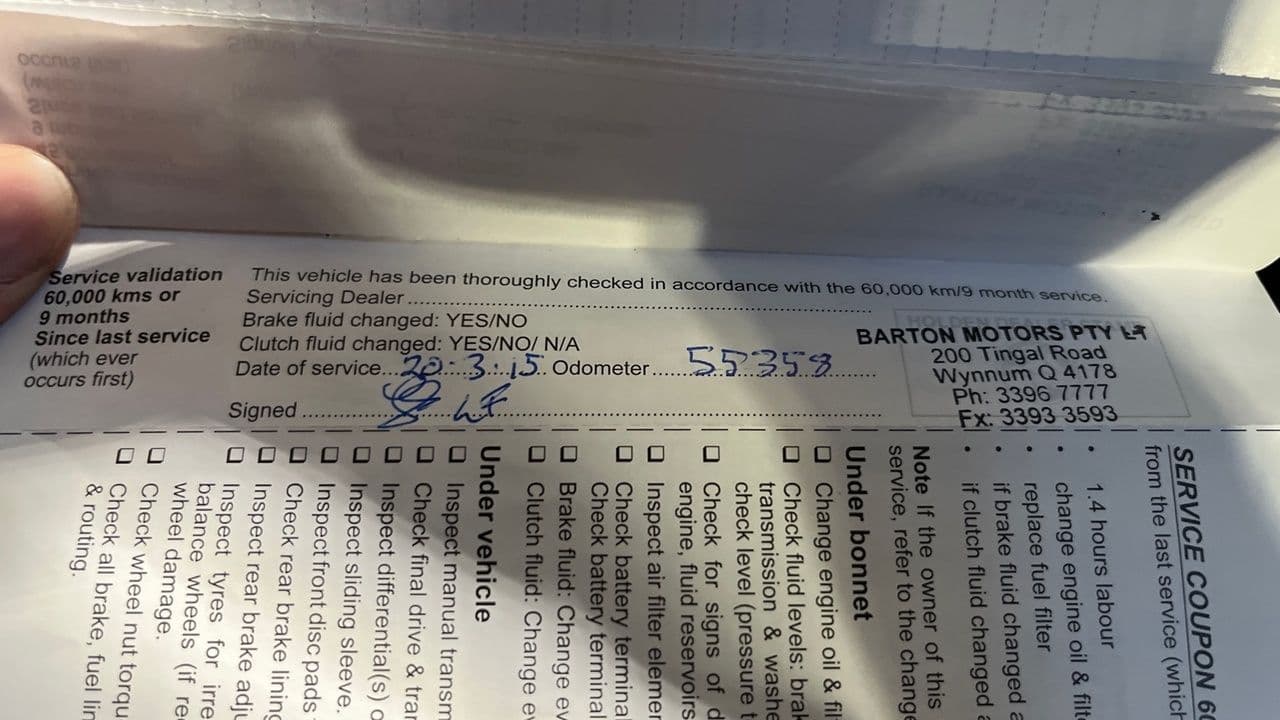 Service validation
60,000 kms or
9 months
Since last service
(which ever
occurs first)
This vehicle has been thoroughly checked in accordance with the 60,000 km/9 month service.
Servicing Dealer
Brake fluid changed: YES/NO
Clutch fluid changed: YES/NO/ N/A
Date of service...20.3.15. Odometer.....55358
Signed
HOLDEN DEALER
BARTON MOTORS PTY LT
200 Tingal Road
Wynnum Q 4178
Ph: 3396 7777
Fx: 3393 3593
SERVICE COUPON 6
from the last service (which
• 1.4 hours labour
• change engine oil & filt
• replace fuel filter
• if brake fluid changed a
• if clutch fluid changed a
Note If the owner of this
service, refer to the change
Under bonnet
☐ Change engine oil & fil
☐ Check fluid levels: brak
transmission & washe
check level (pressure t
☐ Check for signs of d
engine, fluid reservoirs
☐ Inspect air filter elemen
☐ Check battery terminal
Check battery terminal
☐ Brake fluid: Change ev
☐ Clutch fluid: Change ev
Under vehicle
☐ Inspect manual transm
☐ Check final drive & tran
☐ Inspect differential(s) o
☐ Inspect sliding sleeve.
☐ Inspect front disc pads
☐ Check rear brake lining
☐ Inspect rear brake adju
☐ Inspect tyres for irre
balance wheels (if re
wheel damage.
☐ Check wheel nut torqu
☐ Check all brake, fuel lin
& routing.